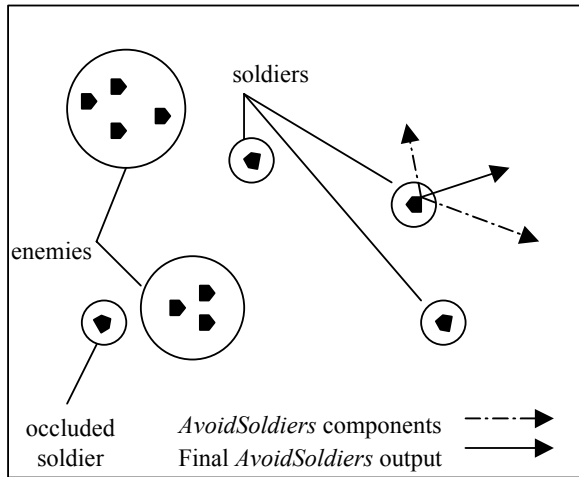 soldiers
enemies
occluded
soldier
AvoidSoldiers components
Final AvoidSoldiers output